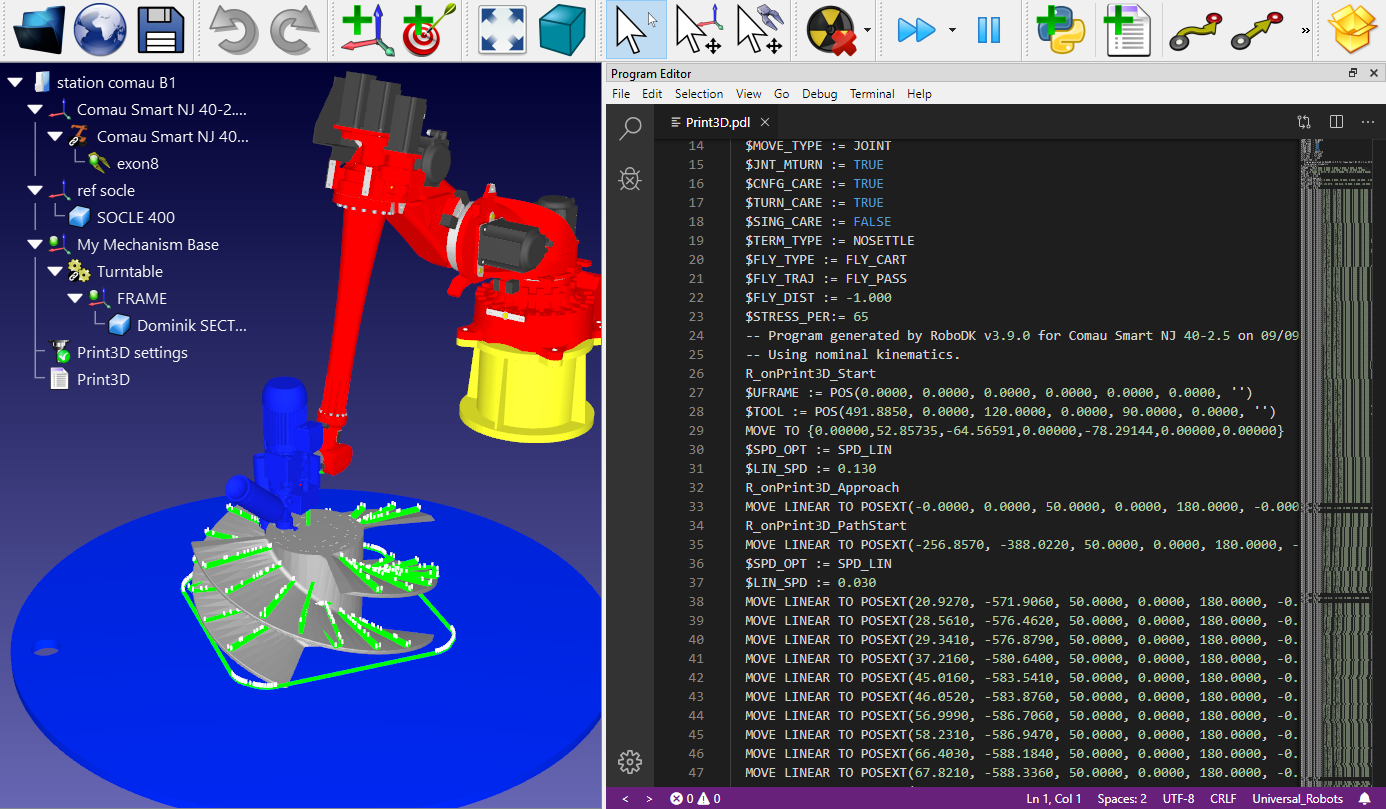 station comau B1
Comau Smart NJ 40-2....
Comau Smart NJ 40...
exon8
ref socle
SOCLE 400
My Mechanism Base
Turntable
FRAME
Dominik SECT...
Print3D settings
Print3D
»
Program Editor
File Edit Selection View Go Debug Terminal Help
Print3D.pdl
14 $MOVE_TYPE := JOINT
15 $JNT_MTURN := TRUE
16 $CNFG_CARE := TRUE
17 $TURN_CARE := TRUE
18 $SING_CARE := FALSE
19 $TERM_TYPE := NOSETTLE
20 $FLY_TYPE := FLY_CART
21 $FLY_TRAJ := FLY_PASS
22 $FLY_DIST := -1.000
23 $STRESS_PER:= 65
24 -- Program generated by RoboDK v3.9.0 for Comau Smart NJ 40-2.5 on 09/09
25 -- Using nominal kinematics.
26 R_onPrint3D_Start
27 $UFRAME := POS(0.0000, 0.0000, 0.0000, 0.0000, 0.0000, 0.0000, '')
28 $TOOL := POS(491.8850, 0.0000, 120.0000, 0.0000, 90.0000, 0.0000, '')
29 MOVE TO {0.00000,52.85735,-64.56591,0.00000,-78.29144,0.00000,0.00000}
30 $SPD_OPT := SPD_LIN
31 $LIN_SPD := 0.130
32 R_onPrint3D_Approach
33 MOVE LINEAR TO POSEXT(-0.0000, 0.0000, 50.0000, 0.0000, 180.0000, -0.000
34 R_onPrint3D_PathStart
35 MOVE LINEAR TO POSEXT(-256.8570, -388.0220, 50.0000, 0.0000, 180.0000, -
36 $SPD_OPT := SPD_LIN
37 $LIN_SPD := 0.030
38 MOVE LINEAR TO POSEXT(20.9270, -571.9060, 50.0000, 0.0000, 180.0000, -0.
39 MOVE LINEAR TO POSEXT(28.5610, -576.4620, 50.0000, 0.0000, 180.0000, -0.
40 MOVE LINEAR TO POSEXT(29.3410, -576.8790, 50.0000, 0.0000, 180.0000, -0.
41 MOVE LINEAR TO POSEXT(37.2160, -580.6400, 50.0000, 0.0000, 180.0000, -0.
42 MOVE LINEAR TO POSEXT(45.0160, -583.5410, 50.0000, 0.0000, 180.0000, -0.
43 MOVE LINEAR TO POSEXT(46.0520, -583.8760, 50.0000, 0.0000, 180.0000, -0.
44 MOVE LINEAR TO POSEXT(56.9990, -586.7060, 50.0000, 0.0000, 180.0000, -0.
45 MOVE LINEAR TO POSEXT(58.2310, -586.9470, 50.0000, 0.0000, 180.0000, -0.
46 MOVE LINEAR TO POSEXT(66.4030, -588.1840, 50.0000, 0.0000, 180.0000, -0.
47 MOVE LINEAR TO POSEXT(67.8210, -588.3360, 50.0000, 0.0000, 180.0000, -0.
< > 0 0 Ln 1, Col 1 Spaces: 2 UTF-8 CRLF Universal_Robots